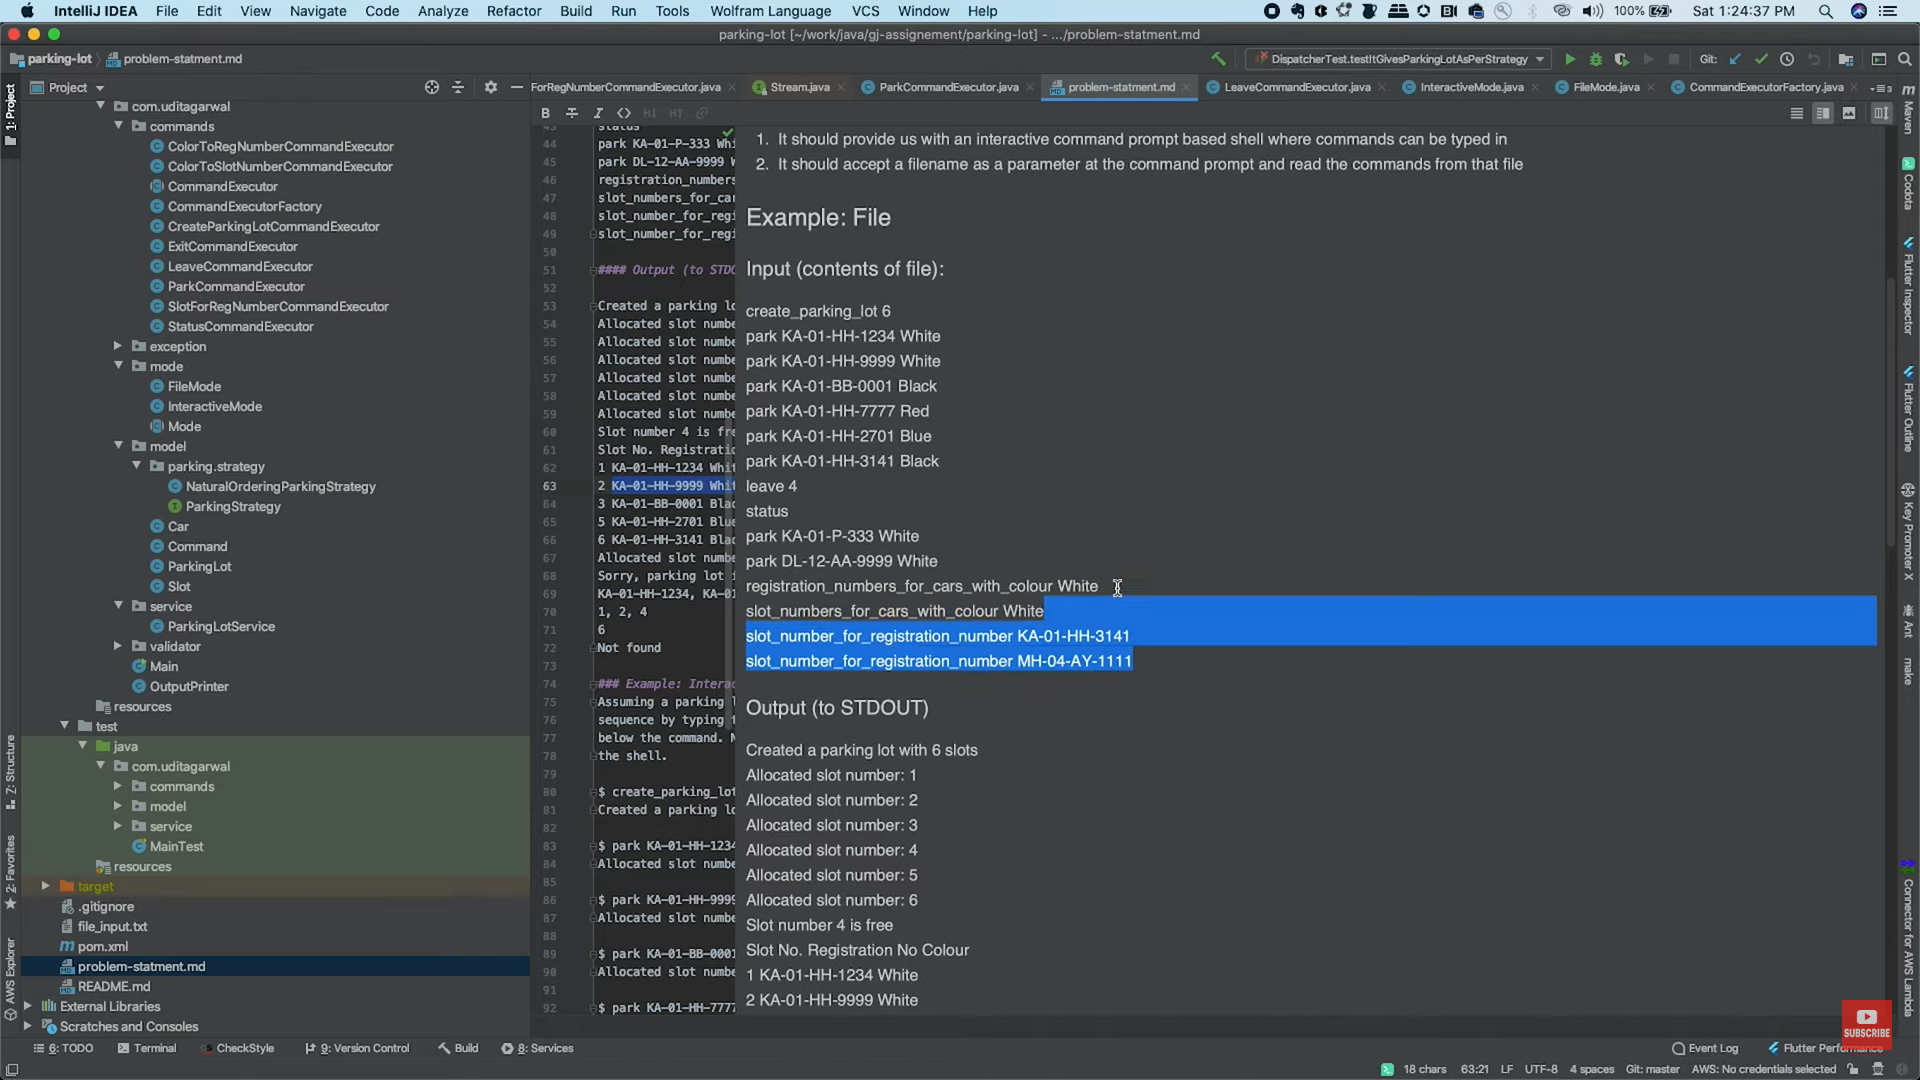 IntelliJ IDEA File Edit View Navigate Code Analyze Refactor Build Run Tools Wolfram Language VCS Window Help 100% Sat 1:24:37 PM
parking-lot [~/work/java/gj-assignement/parking-lot] - .../problem-statment.md
parking-lot problem-statment.md DispatcherTest.testItGivesParkingLotAsPerStrategy Git:
Project ForRegNumberCommandExecutor.java Stream.java ParkCommandExecutor.java problem-statment.md LeaveCommandExecutor.java InteractiveMode.java FileMode.java CommandExecutorFactory.java
com.uditagarwal
commands
ColorToRegNumberCommandExecutor
ColorToSlotNumberCommandExecutor
CommandExecutor
CommandExecutorFactory
CreateParkingLotCommandExecutor
ExitCommandExecutor
LeaveCommandExecutor
ParkCommandExecutor
SlotForRegNumberCommandExecutor
StatusCommandExecutor
exception
mode
FileMode
InteractiveMode
Mode
model
parking.strategy
NaturalOrderingParkingStrategy
ParkingStrategy
Car
Command
ParkingLot
Slot
service
ParkingLotService
validator
Main
OutputPrinter
resources
test
java
com.uditagarwal
commands
model
service
MainTest
resources
target
.gitignore
file_input.txt
pom.xml
problem-statment.md
README.md
External Libraries
Scratches and Consoles
43 status
44 park KA-01-P-333 Whi
45 park DL-12-AA-9999 W
46 registration_numbers
47 slot_numbers_for_car
48 slot_number_for_regi
49 slot_number_for_regi
50
51 #### Output (to STDO
52
53 Created a parking lo
54 Allocated slot numbe
55 Allocated slot numbe
56 Allocated slot numbe
57 Allocated slot numbe
58 Allocated slot numbe
59 Allocated slot numbe
60 Slot number 4 is fre
61 Slot No. Registrati
62 1 KA-01-HH-1234 Whit
63 2 KA-01-HH-9999 Whit
64 3 KA-01-BB-0001 Blac
65 5 KA-01-HH-2701 Blue
66 6 KA-01-HH-3141 Blac
67 Allocated slot numbe
68 Sorry, parking lot i
69 KA-01-HH-1234, KA-01
70 1, 2, 4
71 6
72 Not found
73
74 ### Example: Intera
75 Assuming a parking l
76 sequence by typing t
77 below the command. N
78 the shell.
79
80 $ create_parking_lot
81 Created a parking lo
82
83 $ park KA-01-HH-1234
84 Allocated slot numbe
85
86 $ park KA-01-HH-9999
87 Allocated slot numbe
88
89 $ park KA-01-BB-0001
90 Allocated slot numbe
91
92 $ park KA-01-HH-7777
1. It should provide us with an interactive command prompt based shell where commands can be typed in
2. It should accept a filename as a parameter at the command prompt and read the commands from that file
Example: File
Input (contents of file):
create_parking_lot 6
park KA-01-HH-1234 White
park KA-01-HH-9999 White
park KA-01-BB-0001 Black
park KA-01-HH-7777 Red
park KA-01-HH-2701 Blue
park KA-01-HH-3141 Black
leave 4
status
park KA-01-P-333 White
park DL-12-AA-9999 White
registration_numbers_for_cars_with_colour White
slot_numbers_for_cars_with_colour White
slot_number_for_registration_number KA-01-HH-3141
slot_number_for_registration_number MH-04-AY-1111
Output (to STDOUT)
Created a parking lot with 6 slots
Allocated slot number: 1
Allocated slot number: 2
Allocated slot number: 3
Allocated slot number: 4
Allocated slot number: 5
Allocated slot number: 6
Slot number 4 is free
Slot No. Registration No Colour
1 KA-01-HH-1234 White
2 KA-01-HH-9999 White
1: Project
Z: Structure
2: Favorites
AWS Explorer
Maven
Codota
Flutter Inspector
Flutter Outline
Key Promoter X
Ant
make
Connector for AWS Lambda
SUBSCRIBE
6: TODO Terminal CheckStyle 9: Version Control Build 8: Services Event Log Flutter Performance
18 chars 63:21 LF UTF-8 4 spaces Git: master AWS: No credentials selected